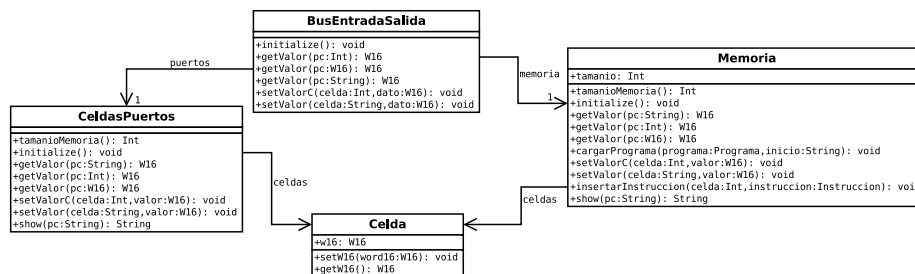 BusEntradaSalida
+initialize(): void
+getValor(pc:Int): W16
+getValor(pc:W16): W16
+getValor(pc:String): W16
+setValorC(celda:Int,dato:W16): void
+setValor(celda:String,dato:W16): void
puertos
1
memoria
1
Memoria
+tamanio: Int
+tamanioMemoria(): Int
+initialize(): void
+getValor(pc:String): W16
+getValor(pc:Int): W16
+getValor(pc:W16): W16
+cargarPrograma(programa:Programa,inicio:String): void
+setValorC(celda:Int,valor:W16): void
+setValor(celda:String,valor:W16): void
+insertarInstruccion(celda:Int,instruccion:Instruccion): void
+show(pc:String): String
CeldasPuertos
+tamanioMemoria(): Int
+initialize(): void
+getValor(pc:String): W16
+getValor(pc:Int): W16
+getValor(pc:W16): W16
+setValorC(celda:Int,valor:W16): void
+setValor(celda:String,valor:W16): void
+show(pc:String): String
celdas
celdas
Celda
+w16: W16
+setW16(word16:W16): void
+getW16(): W16